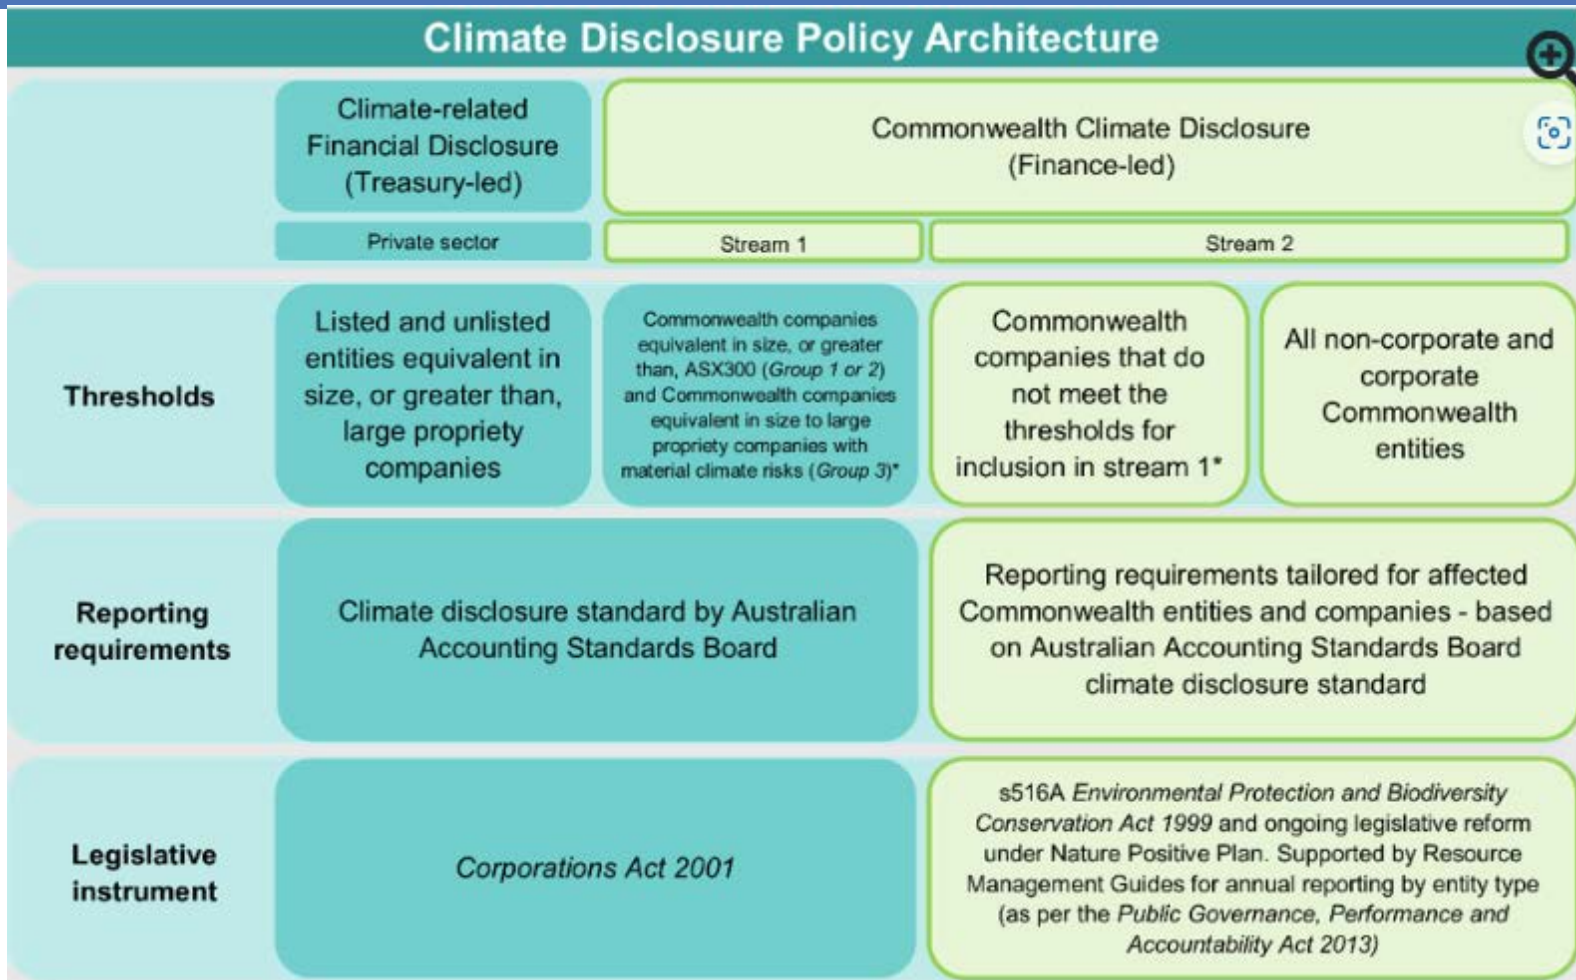 Climate Disclosure Policy Architecture
Climate-related
Financial Disclosure
(Treasury-led)
Commonwealth Climate Disclosure
(Finance-led)
Private sector
Stream 1
Stream 2
Thresholds
Listed and unlisted
entities equivalent in
size, or greater than,
large propriety
companies
Commonwealth companies
equivalent in size, or greater
than, ASX300 (Group 1 or 2)
and Commonwealth companies
equivalent in size to large
propriety companies with
material climate risks (Group 3)*
Commonwealth
companies that do
not meet the
thresholds for
inclusion in stream 1*
All non-corporate and
corporate
Commonwealth
entities
Reporting
requirements
Climate disclosure standard by Australian
Accounting Standards Board
Reporting requirements tailored for affected
Commonwealth entities and companies - based
on Australian Accounting Standards Board
climate disclosure standard
Legislative
instrument
Corporations Act 2001
s516A Environmental Protection and Biodiversity
Conservation Act 1999 and ongoing legislative reform
under Nature Positive Plan. Supported by Resource
Management Guides for annual reporting by entity type
(as per the Public Governance, Performance and
Accountability Act 2013)